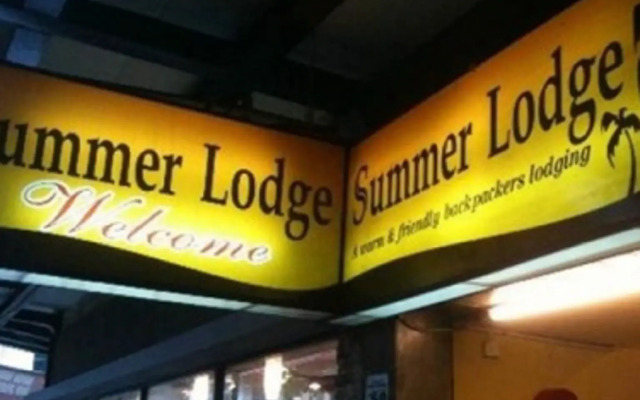 ummer Lodge
Welcome
Summer Lodge
A warm & friendly backpackers lodging